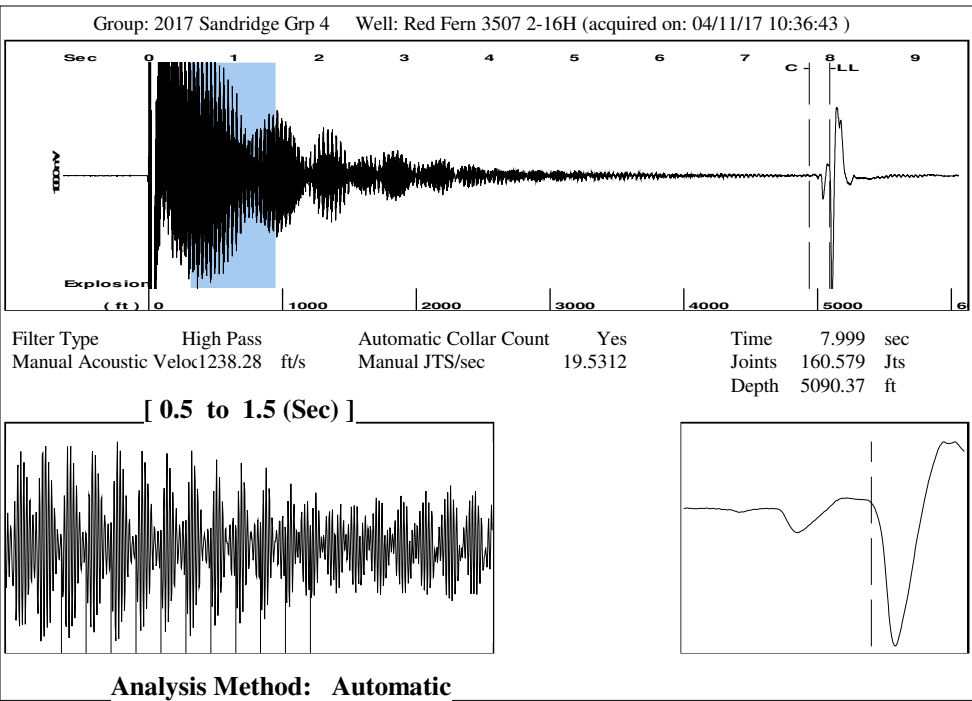 Group: 2017 Sandridge Grp 4 Well: Red Fern 3507 2-16H (acquired on: 04/11/17 10:36:43 )
Sec 0 1 2 3 4 5 6 7 8 9
C LL
Explosion
( ft ) 0 1000 2000 3000 4000 5000 6
Filter Type High Pass Automatic Collar Count Yes Time 7.999 sec
Manual Acoustic Veloc1238.28 ft/s Manual JTS/sec 19.5312 Joints 160.579 Jts
Depth 5090.37 ft
[ 0.5 to 1.5 (Sec) ]
Analysis Method: Automatic